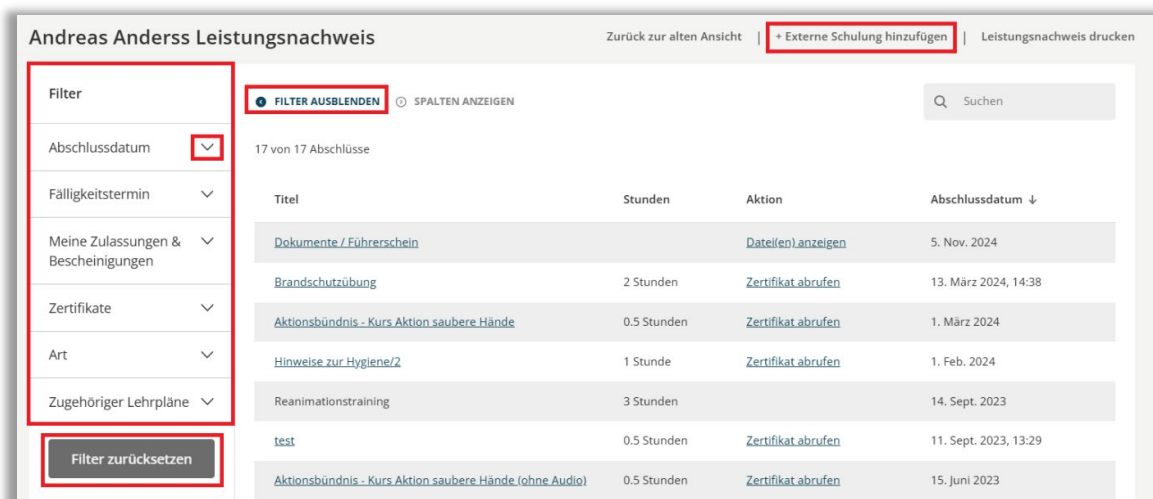 Andreas Anderss Leistungsnachweis
Zurück zur alten Ansicht | + Externe Schulung hinzufügen | Leistungsnachweis drucken
Filter
Abschlussdatum
Fälligkeitstermin
Meine Zulassungen &
Bescheinigungen
Zertifikate
Art
Zugehöriger Lehrpläne
Filter zurücksetzen
FILTER AUSBLENDEN SPALTEN ANZEIGEN
Suchen
17 von 17 Abschlüsse
Titel Stunden Aktion Abschlussdatum ↓
Dokumente / Führerschein Datei(en) anzeigen 5. Nov. 2024
Brandschutzübung 2 Stunden Zertifikat abrufen 13. März 2024, 14:38
Aktionsbündnis - Kurs Aktion saubere Hände 0.5 Stunden Zertifikat abrufen 1. März 2024
Hinweise zur Hygiene/2 1 Stunde Zertifikat abrufen 1. Feb. 2024
Reanimationstraining 3 Stunden 14. Sept. 2023
test 0.5 Stunden Zertifikat abrufen 11. Sept. 2023, 13:29
Aktionsbündnis - Kurs Aktion saubere Hände (ohne Audio) 0.5 Stunden Zertifikat abrufen 15. Juni 2023